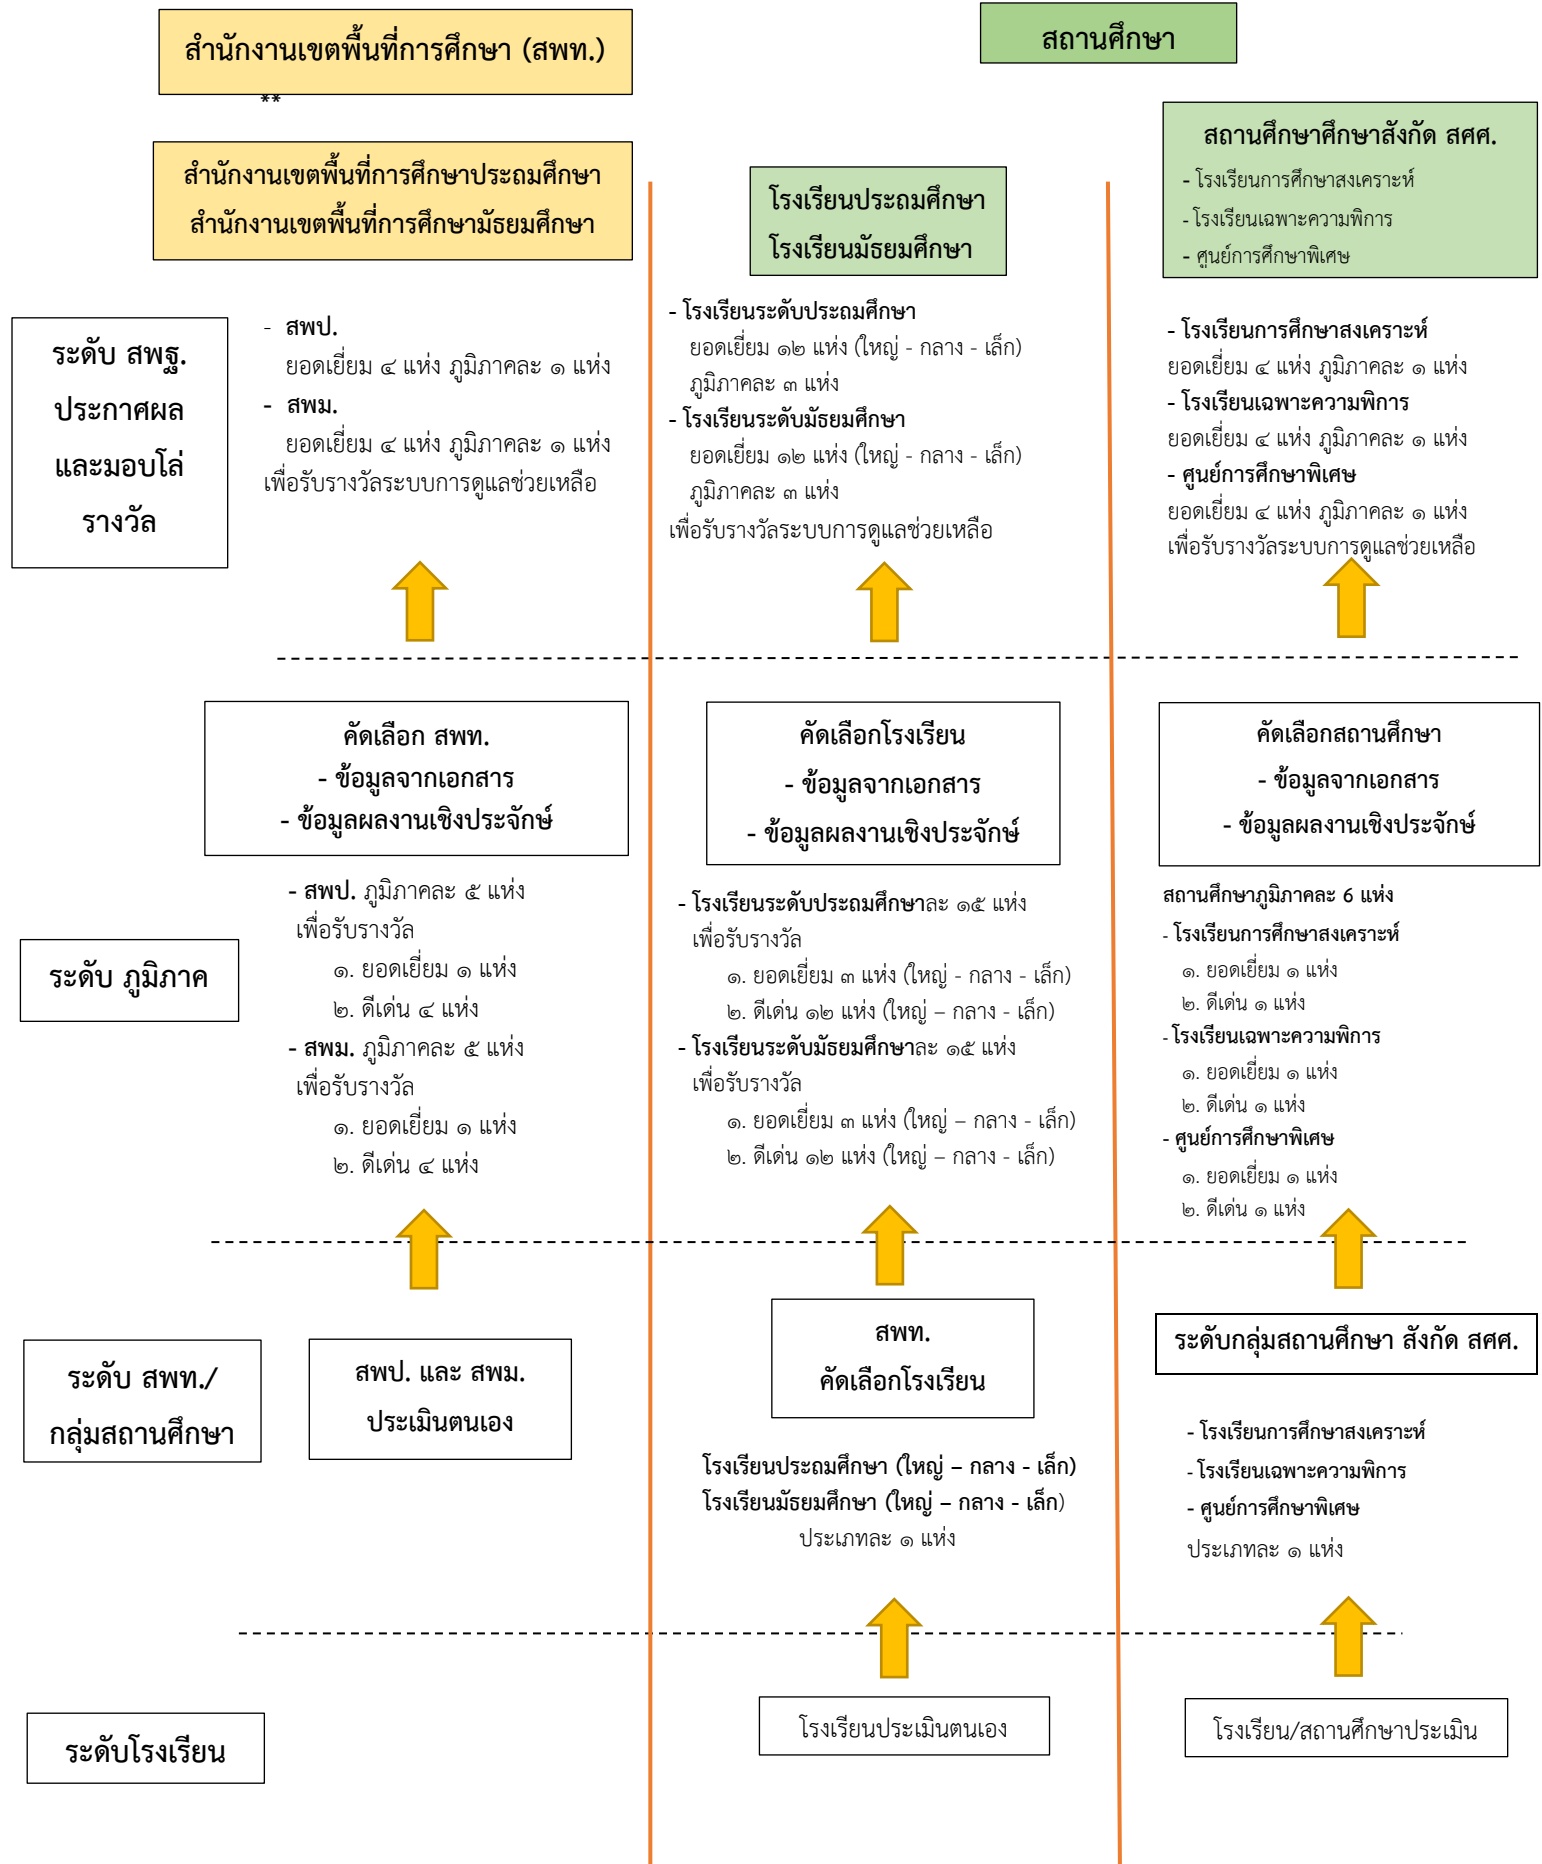 สำนักงานเขตพื้นที่การศึกษา (สพท.)
**
สถานศึกษา
สำนักงานเขตพื้นที่การศึกษาประถมศึกษา
สำนักงานเขตพื้นที่การศึกษามัธยมศึกษา
โรงเรียนประถมศึกษา
โรงเรียนมัธยมศึกษา
สถานศึกษาศึกษาสังกัด สศศ.
- โรงเรียนการศึกษาสงเคราะห์
- โรงเรียนเฉพาะความพิการ
- ศูนย์การศึกษาพิเศษ
ระดับ สพฐ.
ประกาศผล
และมอบโล่
รางวัล
- สพป.
ยอดเยี่ยม ๔ แห่ง ภูมิภาคละ ๑ แห่ง
- สพม.
ยอดเยี่ยม ๔ แห่ง ภูมิภาคละ ๑ แห่ง
เพื่อรับรางวัลระบบการดูแลช่วยเหลือ
- โรงเรียนระดับประถมศึกษา
ยอดเยี่ยม ๑๒ แห่ง (ใหญ่ - กลาง - เล็ก)
ภูมิภาคละ ๓ แห่ง
- โรงเรียนระดับมัธยมศึกษา
ยอดเยี่ยม ๑๒ แห่ง (ใหญ่ - กลาง - เล็ก)
ภูมิภาคละ ๓ แห่ง
เพื่อรับรางวัลระบบการดูแลช่วยเหลือ
- โรงเรียนการศึกษาสงเคราะห์
ยอดเยี่ยม ๔ แห่ง ภูมิภาคละ ๑ แห่ง
- โรงเรียนเฉพาะความพิการ
ยอดเยี่ยม ๔ แห่ง ภูมิภาคละ ๑ แห่ง
- ศูนย์การศึกษาพิเศษ
ยอดเยี่ยม ๔ แห่ง ภูมิภาคละ ๑ แห่ง
เพื่อรับรางวัลระบบการดูแลช่วยเหลือ
คัดเลือก สพท.
- ข้อมูลจากเอกสาร
- ข้อมูลผลงานเชิงประจักษ์
คัดเลือกโรงเรียน
- ข้อมูลจากเอกสาร
- ข้อมูลผลงานเชิงประจักษ์
คัดเลือกสถานศึกษา
- ข้อมูลจากเอกสาร
- ข้อมูลผลงานเชิงประจักษ์
ระดับ ภูมิภาค
- สพป. ภูมิภาคละ ๕ แห่ง
เพื่อรับรางวัล
๑. ยอดเยี่ยม ๑ แห่ง
๒. ดีเด่น ๔ แห่ง
- สพม. ภูมิภาคละ ๕ แห่ง
เพื่อรับรางวัล
๑. ยอดเยี่ยม ๑ แห่ง
๒. ดีเด่น ๔ แห่ง
- โรงเรียนระดับประถมศึกษาละ ๑๕ แห่ง
เพื่อรับรางวัล
๑. ยอดเยี่ยม ๓ แห่ง (ใหญ่ - กลาง - เล็ก)
๒. ดีเด่น ๑๒ แห่ง (ใหญ่ – กลาง - เล็ก)
- โรงเรียนระดับมัธยมศึกษาละ ๑๕ แห่ง
เพื่อรับรางวัล
๑. ยอดเยี่ยม ๓ แห่ง (ใหญ่ – กลาง - เล็ก)
๒. ดีเด่น ๑๒ แห่ง (ใหญ่ – กลาง - เล็ก)
สถานศึกษาภูมิภาคละ 6 แห่ง
- โรงเรียนการศึกษาสงเคราะห์
๑. ยอดเยี่ยม ๑ แห่ง
๒. ดีเด่น ๑ แห่ง
- โรงเรียนเฉพาะความพิการ
๑. ยอดเยี่ยม ๑ แห่ง
๒. ดีเด่น ๑ แห่ง
- ศูนย์การศึกษาพิเศษ
๑. ยอดเยี่ยม ๑ แห่ง
๒. ดีเด่น ๑ แห่ง
ระดับ สพท./
กลุ่มสถานศึกษา
สพป. และ สพม.
ประเมินตนเอง
สพท.
คัดเลือกโรงเรียน
โรงเรียนประถมศึกษา (ใหญ่ – กลาง - เล็ก)
โรงเรียนมัธยมศึกษา (ใหญ่ – กลาง - เล็ก)
ประเภทละ ๑ แห่ง
ระดับกลุ่มสถานศึกษา สังกัด สศศ.
- โรงเรียนการศึกษาสงเคราะห์
- โรงเรียนเฉพาะความพิการ
- ศูนย์การศึกษาพิเศษ
ประเภทละ ๑ แห่ง
ระดับโรงเรียน
โรงเรียนประเมินตนเอง
โรงเรียน/สถานศึกษาประเมิน